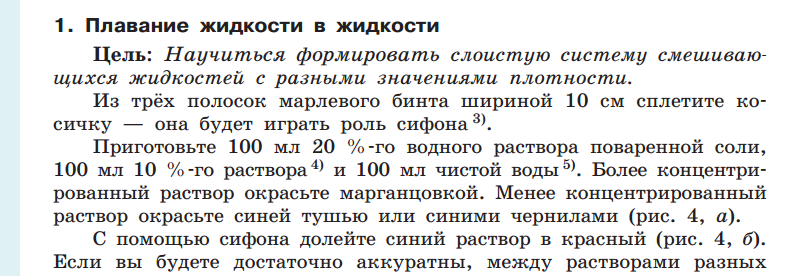 1. Плавание жидкости в жидкости
Цель: Научиться формировать слоистую систему смешиваю-
щихся жидкостей с разными значениями плотности.
Из трёх полосок марлевого бинта шириной 10 см сплетите ко-
сичку — она будет играть роль сифона 3).
Приготовьте 100 мл 20 %-го водного раствора поваренной соли,
100 мл 10 %-го раствора 4) и 100 мл чистой воды 5). Более концентри-
рованный раствор окрасьте марганцовкой. Менее концентрированный
раствор окрасьте синей тушью или синими чернилами (рис. 4, а).
С помощью сифона долейте синий раствор в красный (рис. 4, б).
Если вы будете достаточно аккуратны, между растворами разных